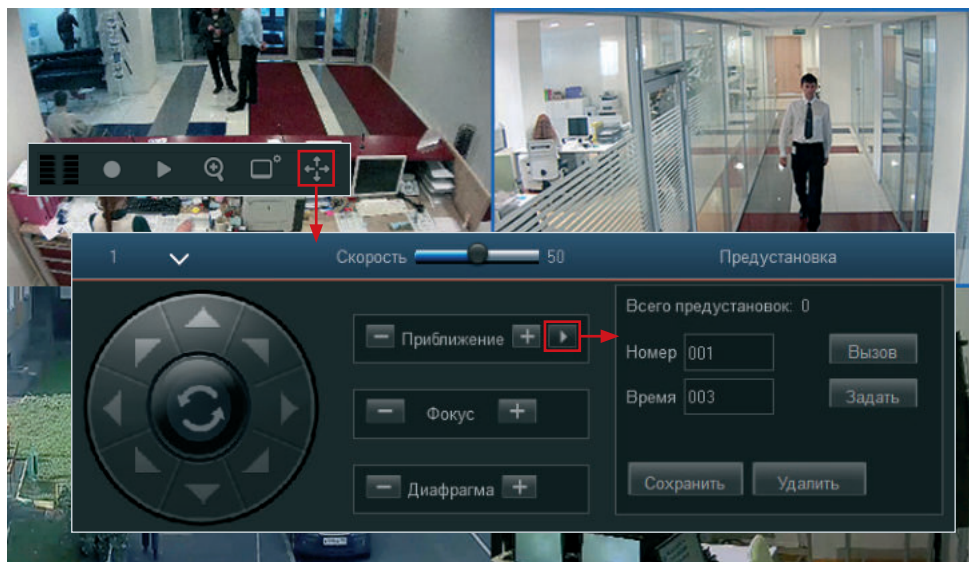 1 Скорость 50 Предустановка
Всего предустановок: 0
Приближение
Номер 001 Вызов
Время 003 Задать
Фокус
Сохранить Удалить
Диафрагма